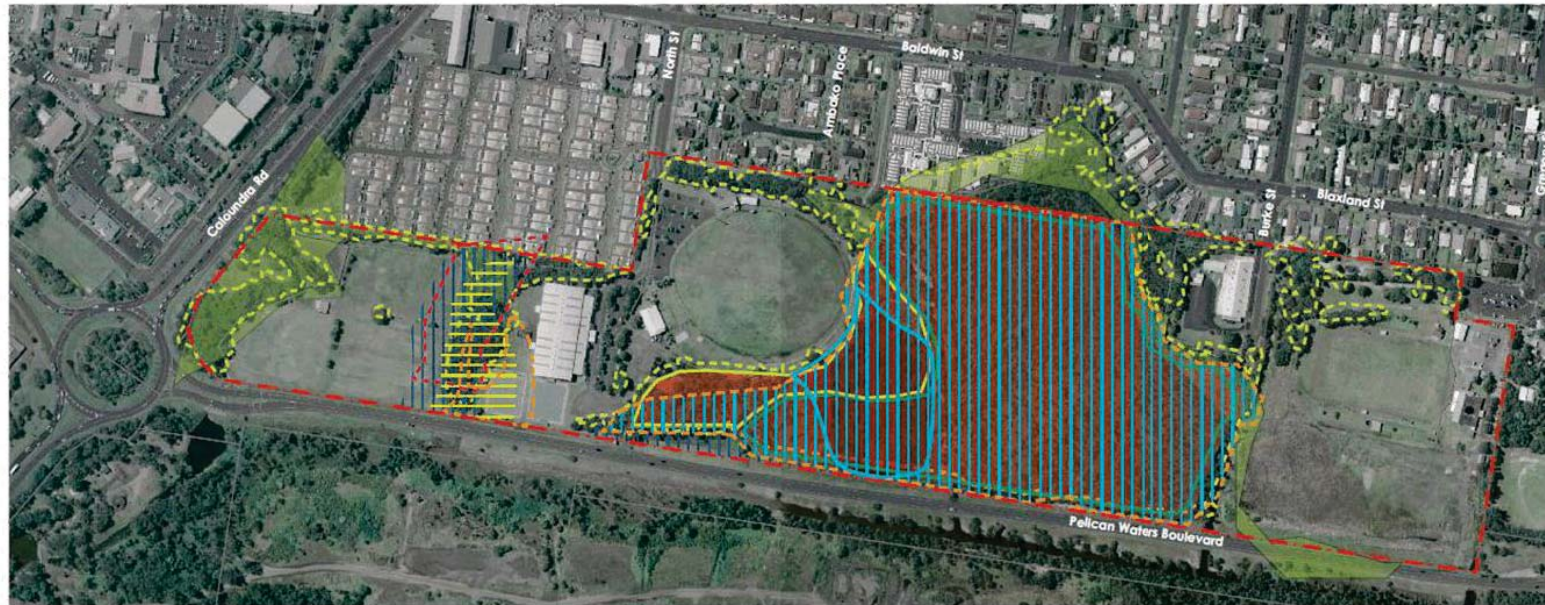 Baldwin St
North St
Ambako Place
Caloundra Rd
Burke St
Blaxland St
Pelican Waters Boulevard